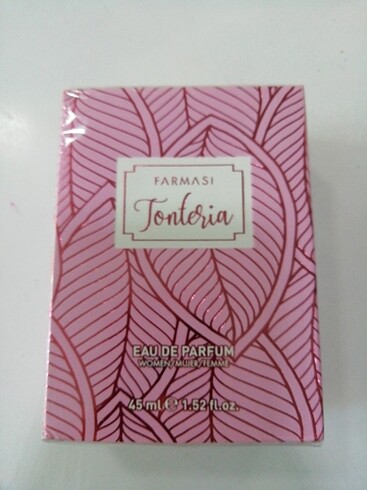 FARMASI
Tonteria
EAU DE PARFUM
WOMEN/MUJER/FEMME
45 ml ℮ 1.52 fl.oz.